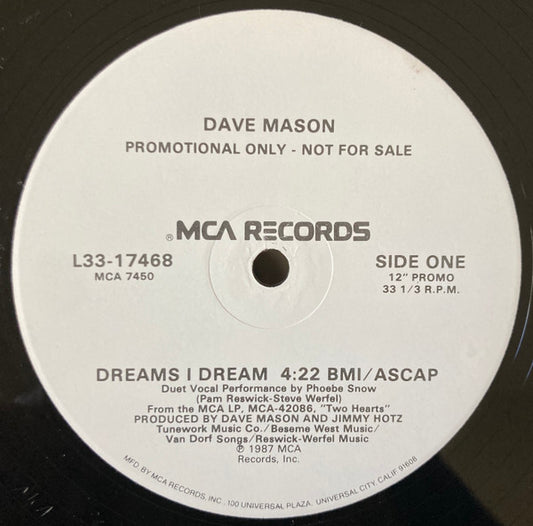 DAVE MASON
PROMOTIONAL ONLY - NOT FOR SALE
® MCA RECORDS
L33-17468
MCA 7450
SIDE ONE
12" PROMO
33 1/3 R.P.M.
DREAMS I DREAM 4:22 BMI/ASCAP
Duet Vocal Performance by Phoebe Snow
(Pam Reswick-Steve Werfel)
From the MCA LP, MCA-42086, "Two Hearts"
PRODUCED BY DAVE MASON AND JIMMY HOTZ
Tunework Music Co./Beseme West Music/
Van Dorf Songs/Reswick-Werfel Music
℗ 1987 MCA
Records, Inc.
MFD BY MCA RECORDS, INC., 100 UNIVERSAL PLAZA, UNIVERSAL CITY, CALIF 91608